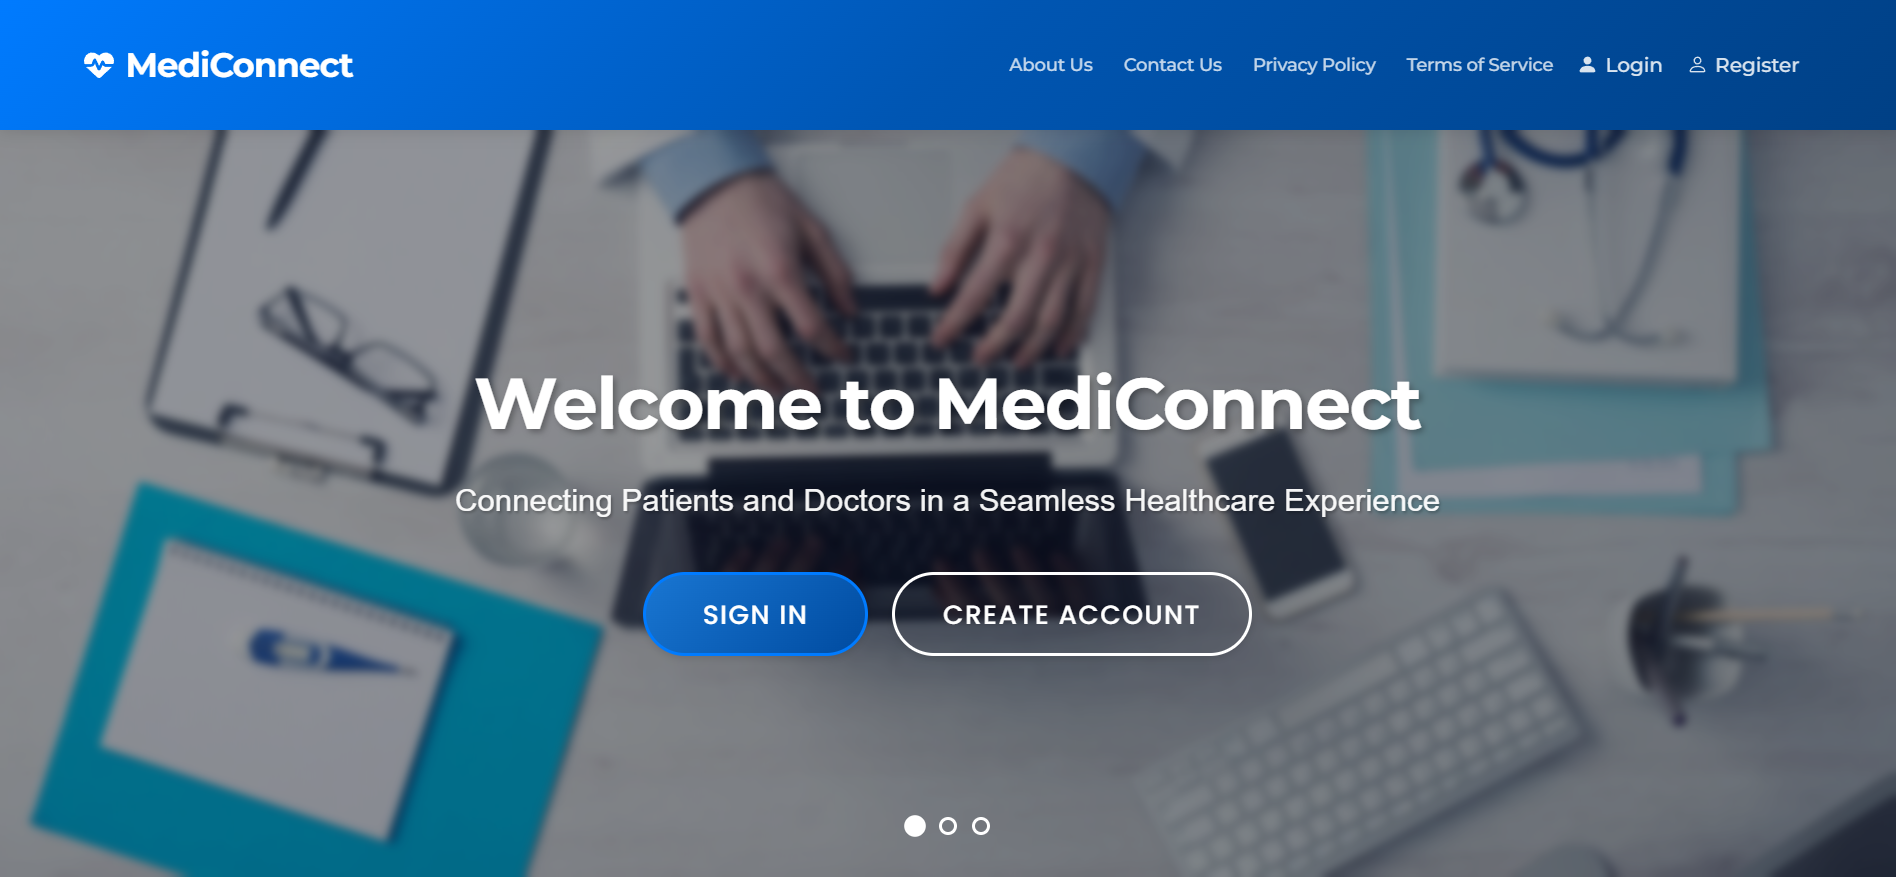 MediConnect
About Us
Contact Us
Privacy Policy
Terms of Service
Login
Register
Welcome to MediConnect
Connecting Patients and Doctors in a Seamless Healthcare Experience
SIGN IN
CREATE ACCOUNT